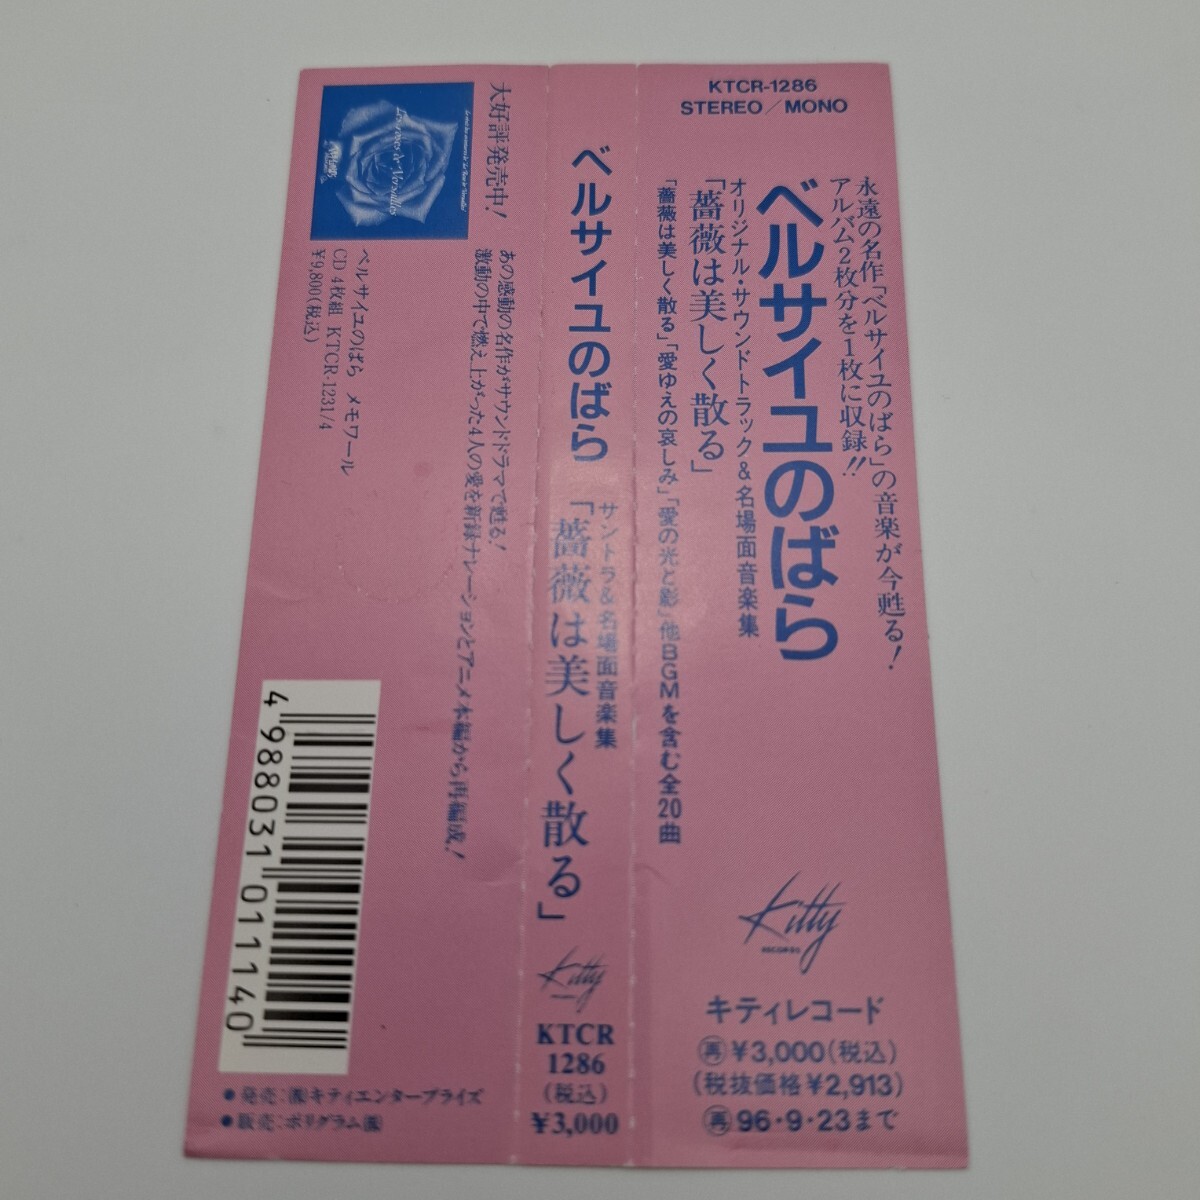 KTCR-1286
STEREO／MONO
永遠の名作「ベルサイユのばら」の音楽が今甦る！
アルバム2枚分を1枚に収録!!
ベルサイユのばら
オリジナル・サウンドトラック&名場面音楽集
「薔薇は美しく散る」
「薔薇は美しく散る」「愛ゆえの哀しみ」「愛の光と影」他BGMを含む全20曲
Kitty
RECORDS
キティレコード
再¥3,000(税込)
(税抜価格¥2,913)
再96・9・23まで
ベルサイユのばら
サントラ&名場面音楽集
「薔薇は美しく散る」
Kitty
KTCR
1286
(税込)
¥3,000
大好評発売中！
Les roses de Versailles
あの感動の名作がサウンドドラマで甦る！
激動の中で燃え上がった4人の愛を新録ナレーションとアニメ本編から再編成！
ベルサイユのばら メモワール
CD4枚組 KTCR-1231/4
¥9,800(税込)
4 988031 011140
●発売：㈱キティエンタープライズ
●販売：ポリグラム㈱